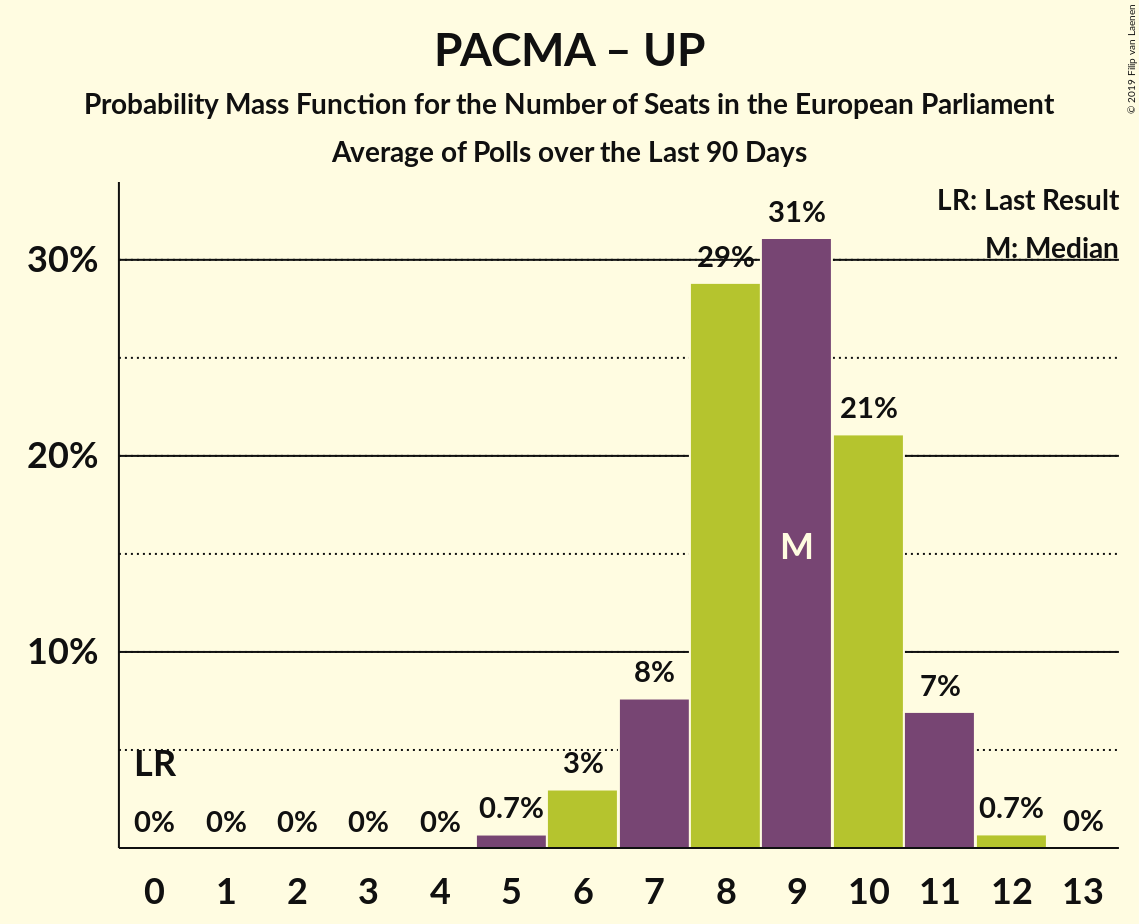 PACMA – UP
Probability Mass Function for the Number of Seats in the European Parliament
Average of Polls over the Last 90 Days
© 2019 Filip van Laenen
LR: Last Result
M: Median
30%
20%
10%
LR
0%
0%
0%
0%
0%
0.7%
3%
8%
29%
31%
M
21%
7%
0.7%
0%
0 1 2 3 4 5 6 7 8 9 10 11 12 13